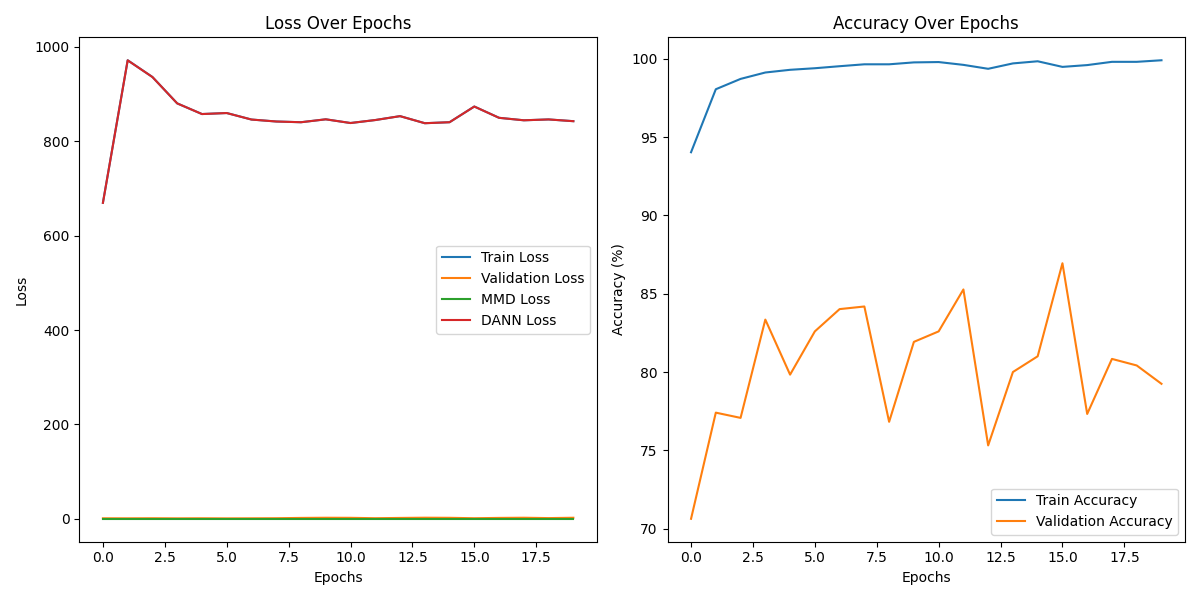 Loss Over Epochs
1000
800
600
400
200
0
Loss
Train Loss
Validation Loss
MMD Loss
DANN Loss
0.0 2.5 5.0 7.5 10.0 12.5 15.0 17.5
Epochs
Accuracy Over Epochs
100
95
90
85
80
75
70
Accuracy (%)
Train Accuracy
Validation Accuracy
0.0 2.5 5.0 7.5 10.0 12.5 15.0 17.5
Epochs